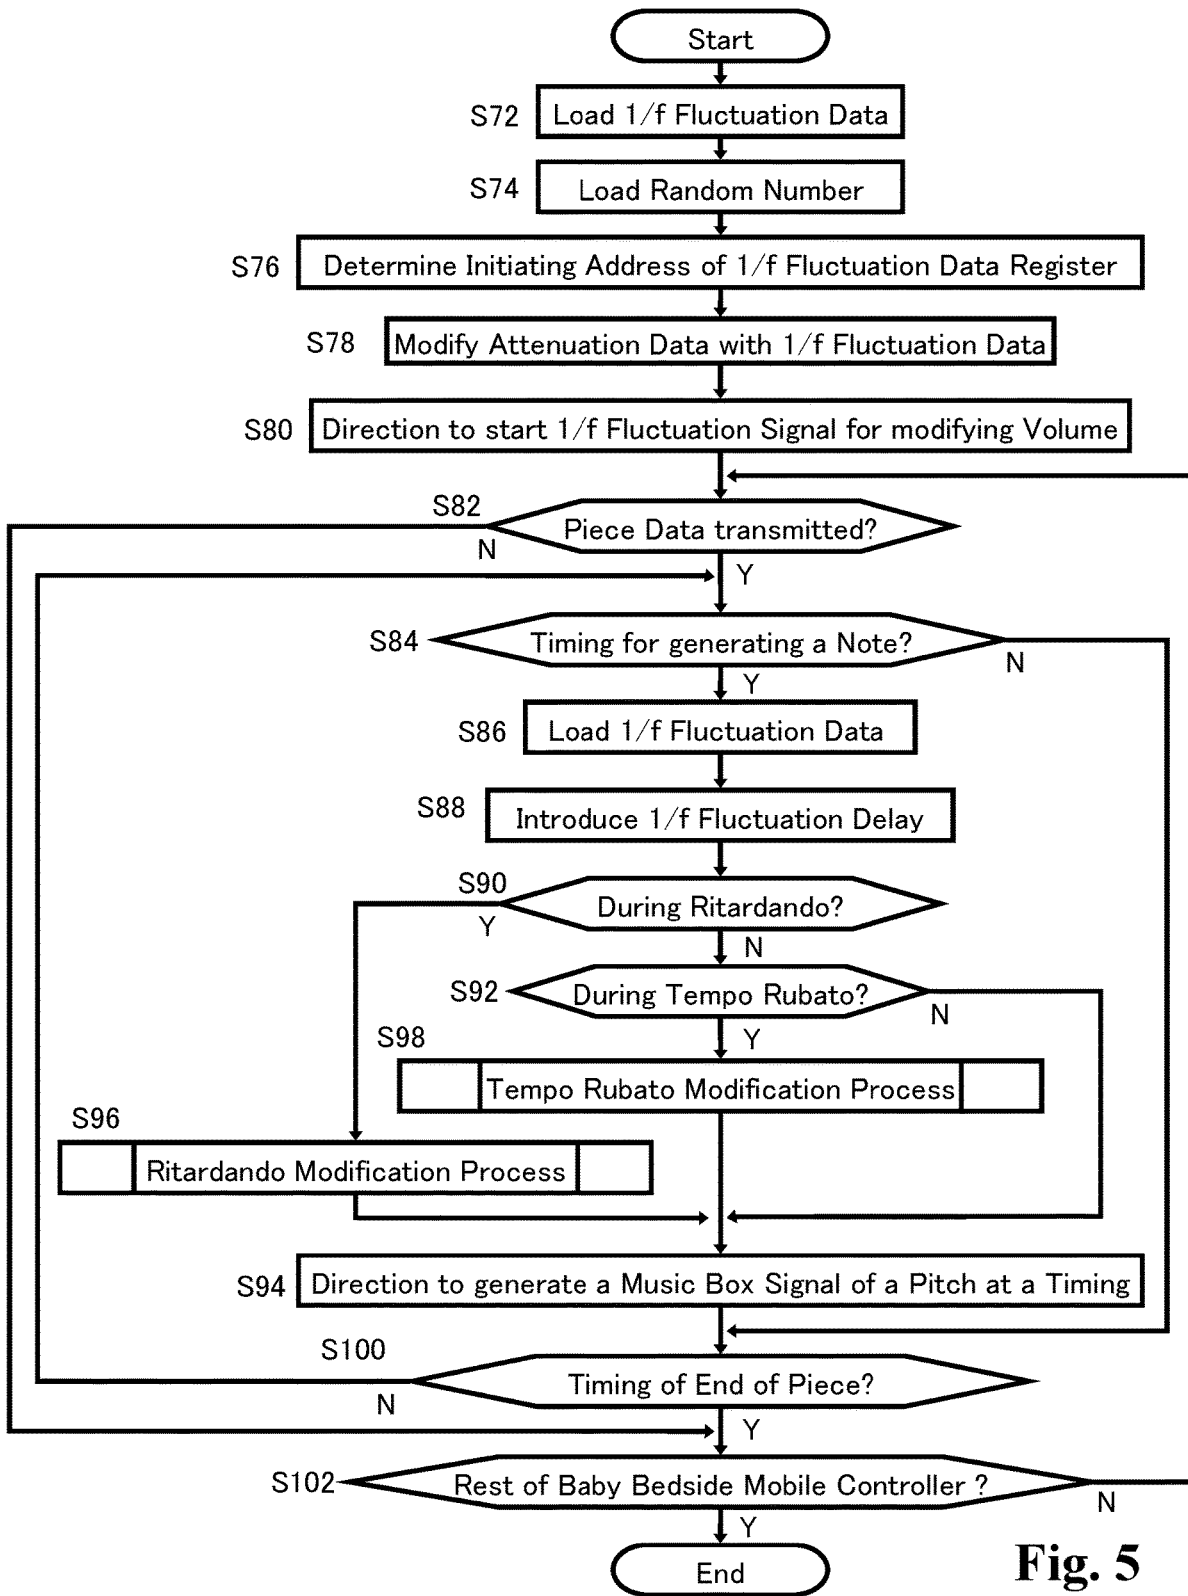 Start
S72
Load 1/f Fluctuation Data
S74
Load Random Number
S76
Determine Initiating Address of 1/f Fluctuation Data Register
S78
Modify Attenuation Data with 1/f Fluctuation Data
S80
Direction to start 1/f Fluctuation Signal for modifying Volume
S82
Piece Data transmitted?
N
Y
S84
Timing for generating a Note?
N
Y
S86
Load 1/f Fluctuation Data
S88
Introduce 1/f Fluctuation Delay
S90
During Ritardando?
Y
N
S92
During Tempo Rubato?
N
Y
S98
Tempo Rubato Modification Process
S96
Ritardando Modification Process
S94
Direction to generate a Music Box Signal of a Pitch at a Timing
S100
Timing of End of Piece?
N
Y
S102
Rest of Baby Bedside Mobile Controller ?
N
Y
End
Fig. 5